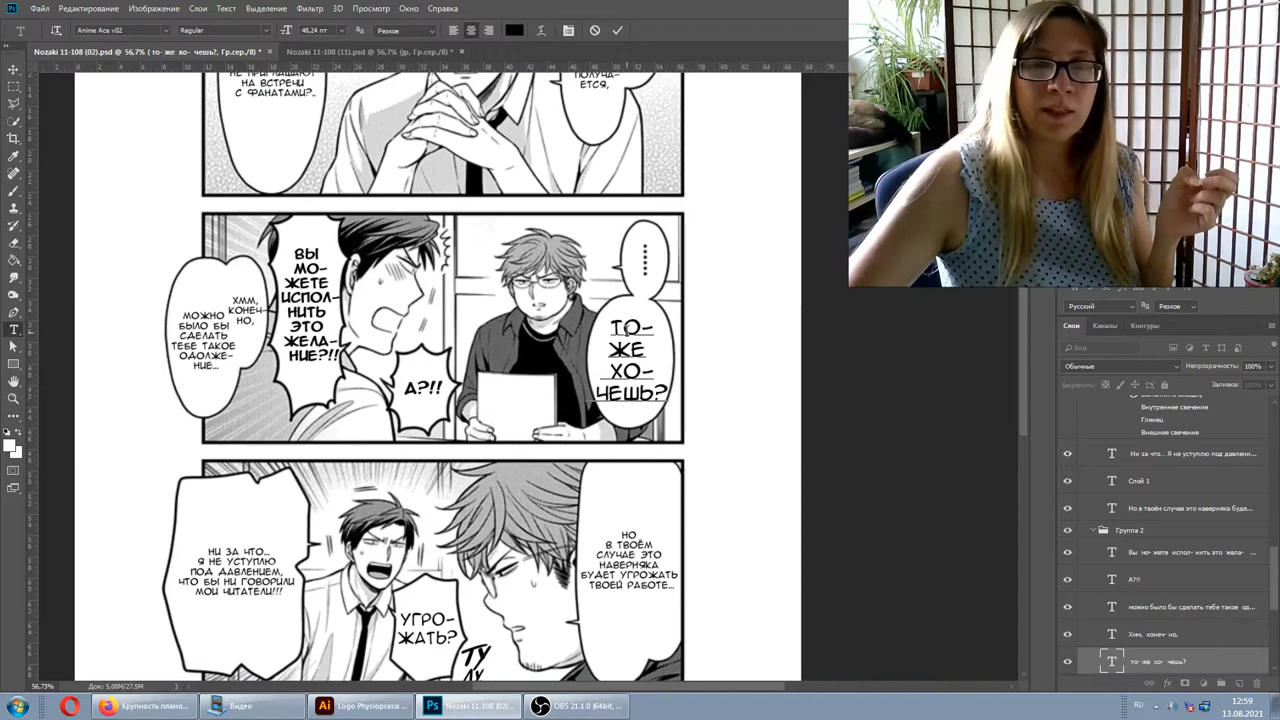 Файл Редактирование Изображение Слои Текст Выделение Фильтр 3D Просмотр Окно Справка
Anime Ace v02 Regular 48,24 пт Резкое
Nozaki 11-108 (02).psd @ 56,7% ( то- же хо- чешь?, Гр.сер./8) *
Nozaki 11-108 (11).psd @ 56,7% (jp, Гр.сер./8) *
НЕ ПРИГЛАШАЮТ
НА ВСТРЕЧИ
С ФАНАТАМИ?..
ПОЛУЧА-
ЕТСЯ,
ВЫ
МО-
ЖЕТЕ
ИСПОЛ-
НИТЬ
ЭТО
ЖЕЛА-
НИЕ?!!
ХММ,
КОНЕЧ-
НО,
МОЖНО
БЫЛО БЫ
СДЕЛАТЬ
ТЕБЕ ТАКОЕ
ОДОЛЖЕ-
НИЕ...
А?!!
ТО-
ЖЕ
ХО-
ЧЕШЬ?
НИ ЗА ЧТО...
Я НЕ УСТУПЛЮ
ПОД ДАВЛЕНИЕМ,
ЧТО БЫ НИ ГОВОРИЛИ
МОИ ЧИТАТЕЛИ!!!
УГРО-
ЖАТЬ?
ТУ
НО
В ТВОЁМ
СЛУЧАЕ ЭТО
НАВЕРНЯКА
БУДЕТ УГРОЖАТЬ
ТВОЕЙ РАБОТЕ...
Русский Резков
Слои Каналы Контуры
Вид
Обычные Непрозрачность: 100%
Закрепить: Заливка: 100%
Внутреннее свечение
Глянец
Внешнее свечение
Ни за что... Я не уступлю под давлени...
Слой 1
Но в твоём случае это наверняка буде...
Группа 2
Вы мо- жете испол- нить это жела- ...
А?!!
можно было бы сделать тебе такое од...
Хмм, конеч- но,
то- же хо- чешь?
56,73% Док: 5,00M/27,5M
Крупность плано...
Видео
Logo Physioprasix ...
Nozaki 11-108 (02)...
OBS 21.1.0 (64bit, ...
RU
12:59
13.08.2021